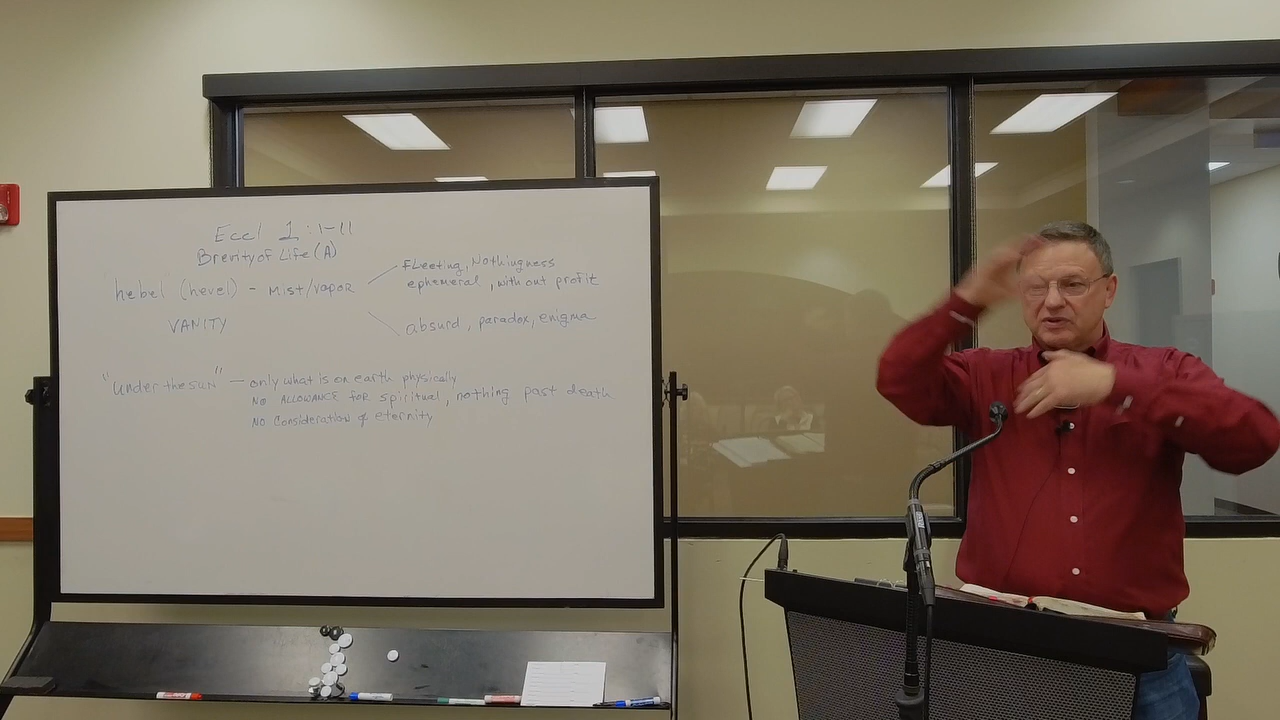 Eccl 1:1-11
Brevity of Life (A)
hebel (hevel) - Mist/vapor
Fleeting, Nothingness
ephemeral, without profit
VANITY
absurd, paradox, enigma
"Under the sun" - only what is on earth physically
NO ALLOWANCE for spiritual, nothing past death
NO Consideration of eternity